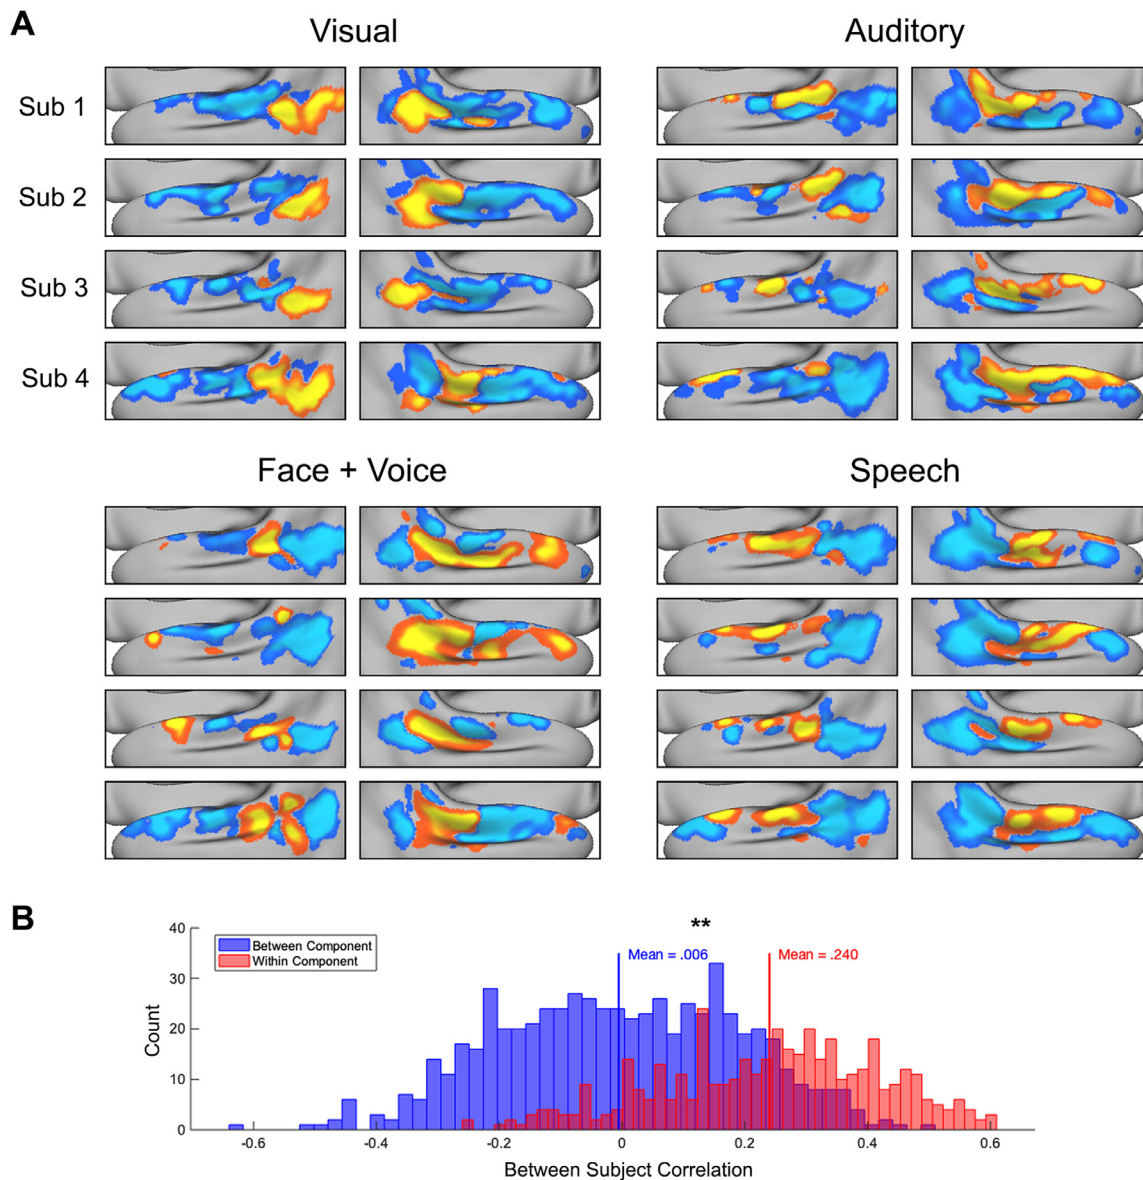 A
Visual
Auditory
Sub 1
Sub 2
Sub 3
Sub 4
Face + Voice
Speech
B
**
40
30
20
10
0
Count
Between Component
Within Component
Mean = .006
Mean = .240
-0.6
-0.4
-0.2
0
0.2
0.4
0.6
Between Subject Correlation